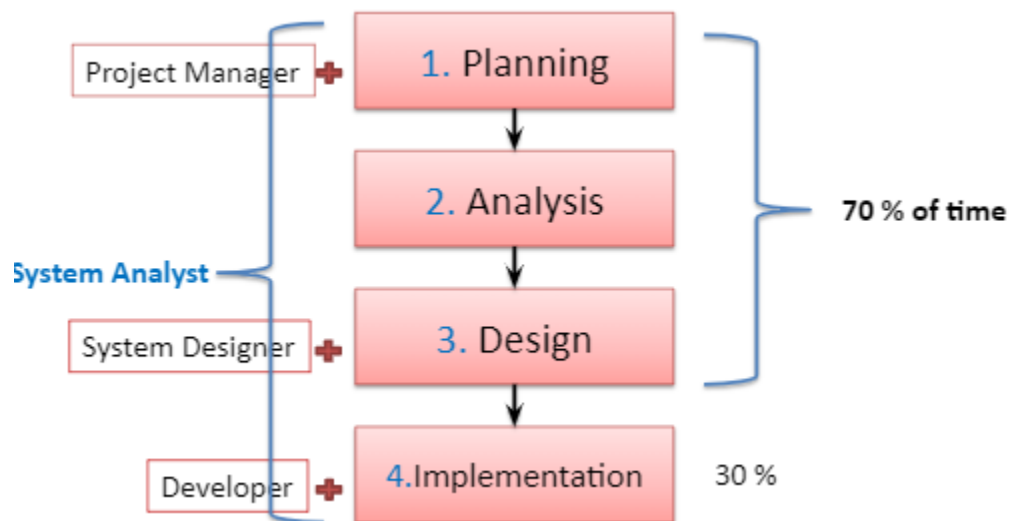 1. Planning
Project Manager
2. Analysis
70 % of time
System Analyst
3. Design
System Designer
4.Implementation
30 %
Developer